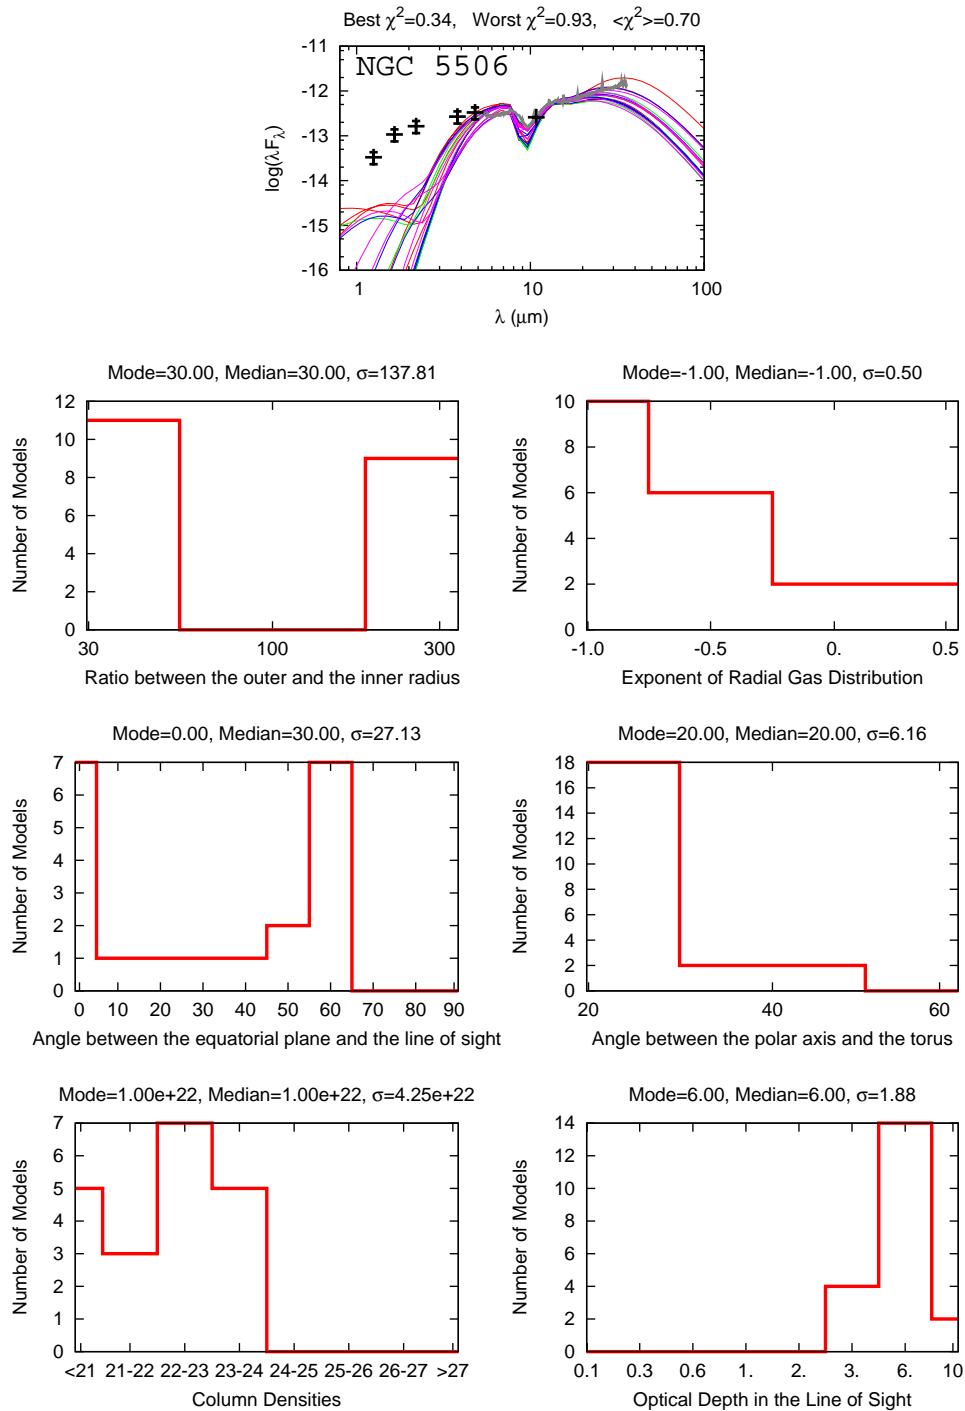 Best χ²=0.34, Worst χ²=0.93, <χ²>=0.70
-11
-12
-13
-14
-15
-16
log(λFλ)
NGC 5506
1 10 100
λ (μm)
Mode=30.00, Median=30.00, σ=137.81
12
10
8
6
4
2
0
Number of Models
30 100 300
Ratio between the outer and the inner radius
Mode=-1.00, Median=-1.00, σ=0.50
10
8
6
4
2
0
Number of Models
-1.0 -0.5 0. 0.5
Exponent of Radial Gas Distribution
Mode=0.00, Median=30.00, σ=27.13
7
6
5
4
3
2
1
0
Number of Models
0 10 20 30 40 50 60 70 80 90
Angle between the equatorial plane and the line of sight
Mode=20.00, Median=20.00, σ=6.16
18
16
14
12
10
8
6
4
2
0
Number of Models
20 40 60
Angle between the polar axis and the torus
Mode=1.00e+22, Median=1.00e+22, σ=4.25e+22
7
6
5
4
3
2
1
0
Number of Models
<21 21-22 22-23 23-24 24-25 25-26 26-27 >27
Column Densities
Mode=6.00, Median=6.00, σ=1.88
14
12
10
8
6
4
2
0
Number of Models
0.1 0.3 0.6 1. 2. 3. 6. 10
Optical Depth in the Line of Sight